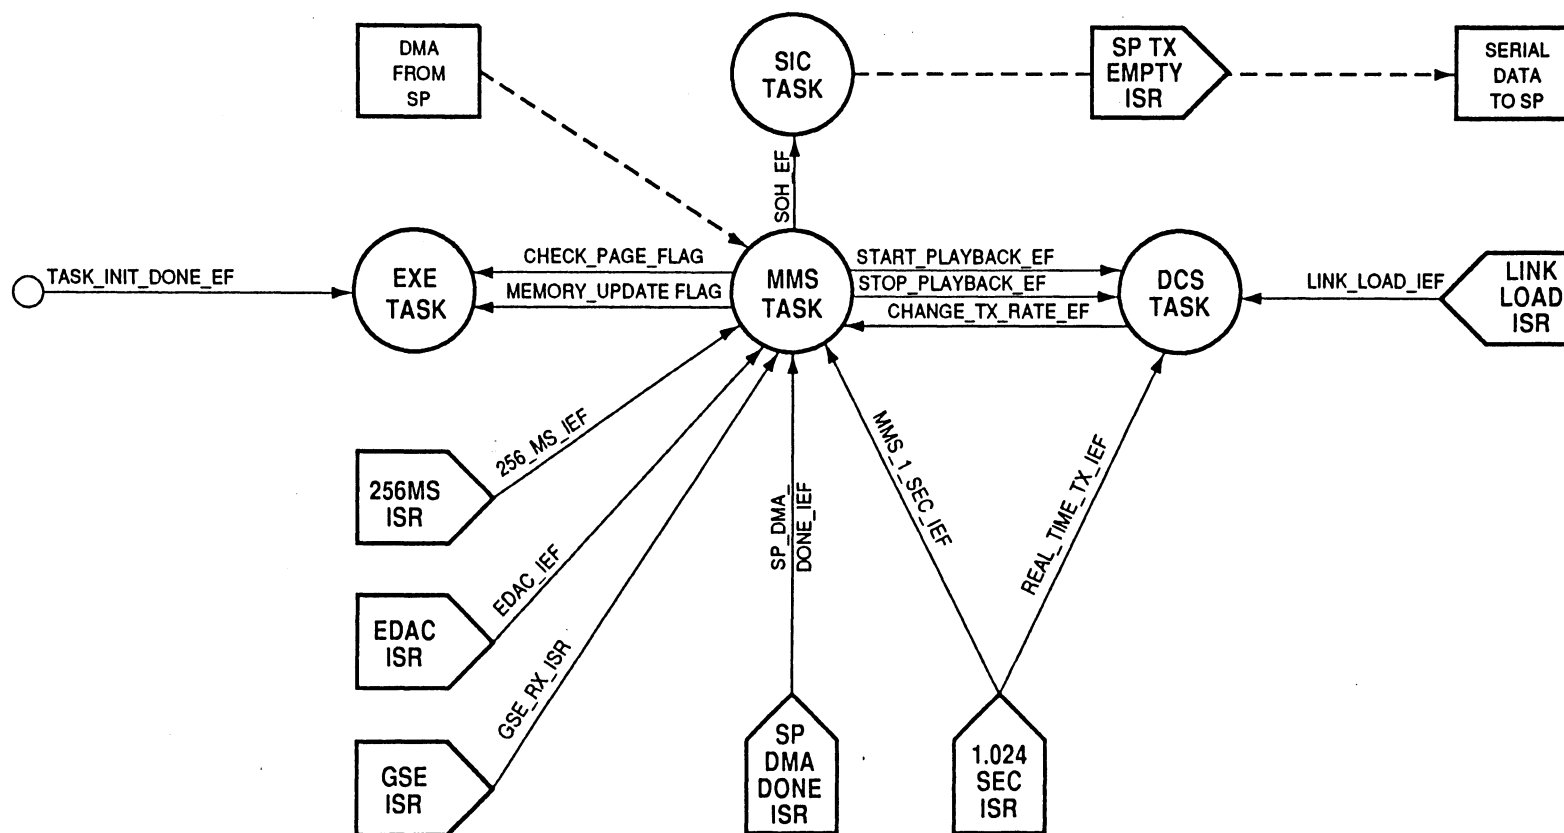 DMA
FROM
SP
SIC
TASK
SP TX
EMPTY
ISR
SERIAL
DATA
TO SP
SOH_EF
TASK_INIT_DONE_EF
EXE
TASK
CHECK_PAGE_FLAG
MEMORY_UPDATE FLAG
MMS
TASK
START_PLAYBACK_EF
STOP_PLAYBACK_EF
CHANGE_TX_RATE_EF
DCS
TASK
LINK_LOAD_IEF
LINK
LOAD
ISR
256MS
ISR
256_MS_IEF
EDAC
ISR
EDAC_IEF
GSE
ISR
GSE_RX_ISR
SP_DMA_
DONE_IEF
SP
DMA
DONE
ISR
MMS_1_SEC_IEF
REAL_TIME_TX_IEF
1.024
SEC
ISR